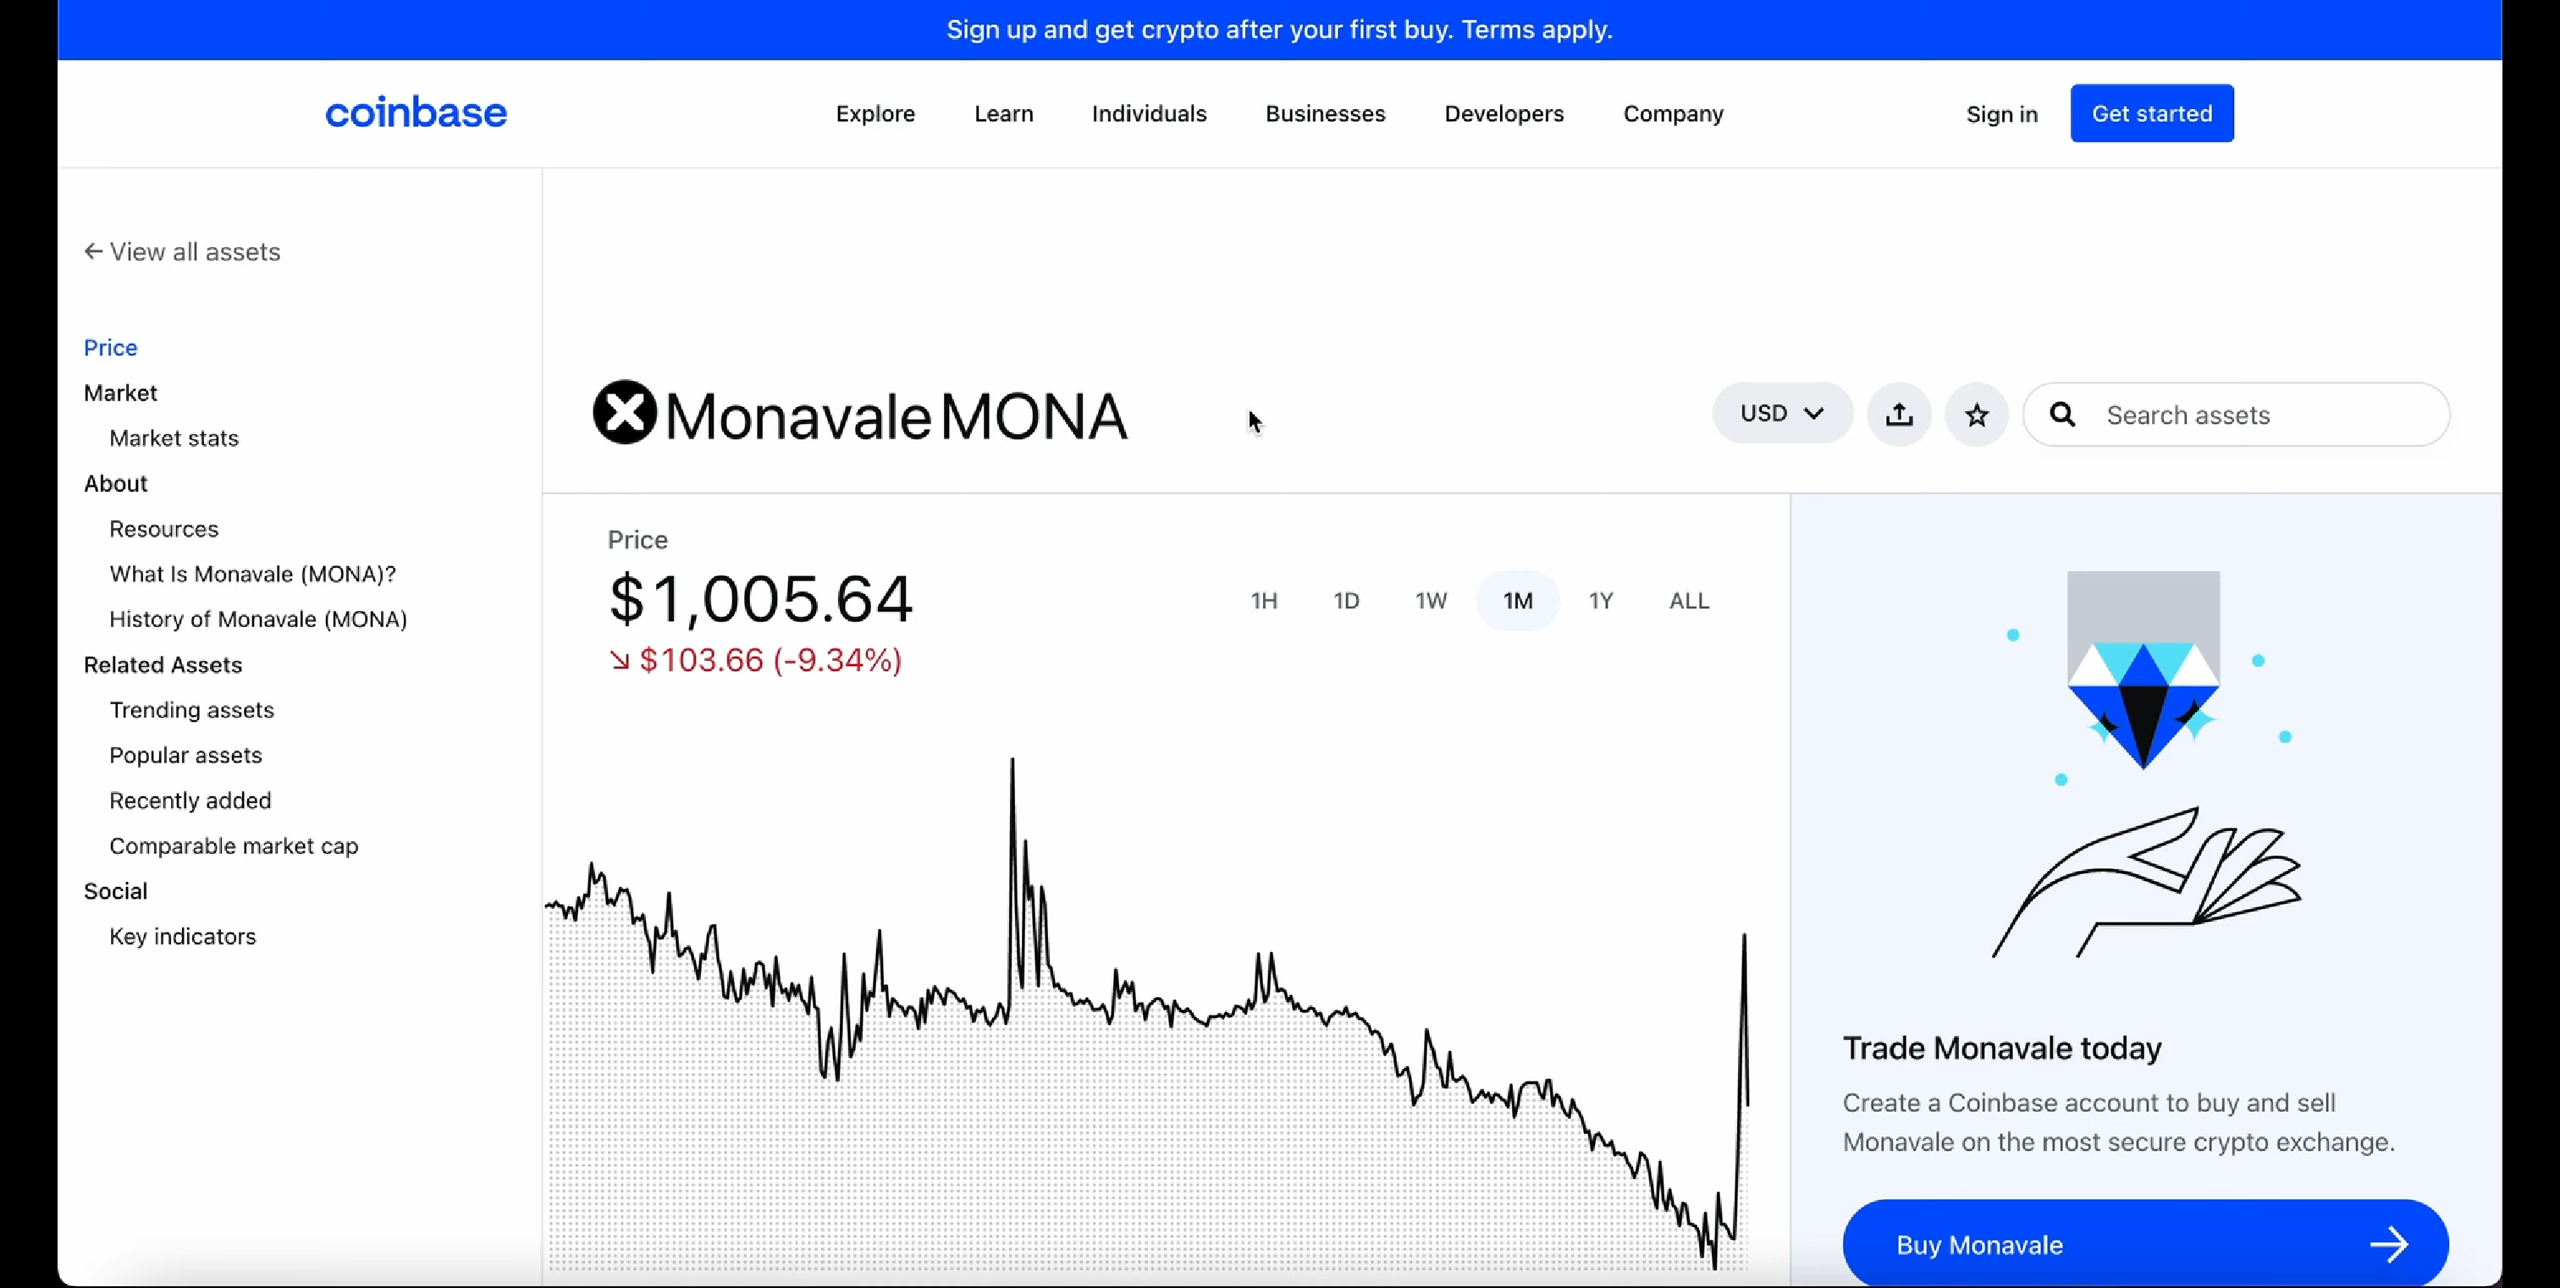 Sign up and get crypto after your first buy. Terms apply.
coinbase
Explore
Learn
Individuals
Businesses
Developers
Company
Sign in
Get started
← View all assets
Price
Market
Market stats
About
Resources
What Is Monavale (MONA)?
History of Monavale (MONA)
Related Assets
Trending assets
Popular assets
Recently added
Comparable market cap
Social
Key indicators
Monavale MONA
USD
Search assets
Price
$1,005.64
↘ $103.66 (-9.34%)
1H
1D
1W
1M
1Y
ALL
Trade Monavale today
Create a Coinbase account to buy and sell
Monavale on the most secure crypto exchange.
Buy Monavale